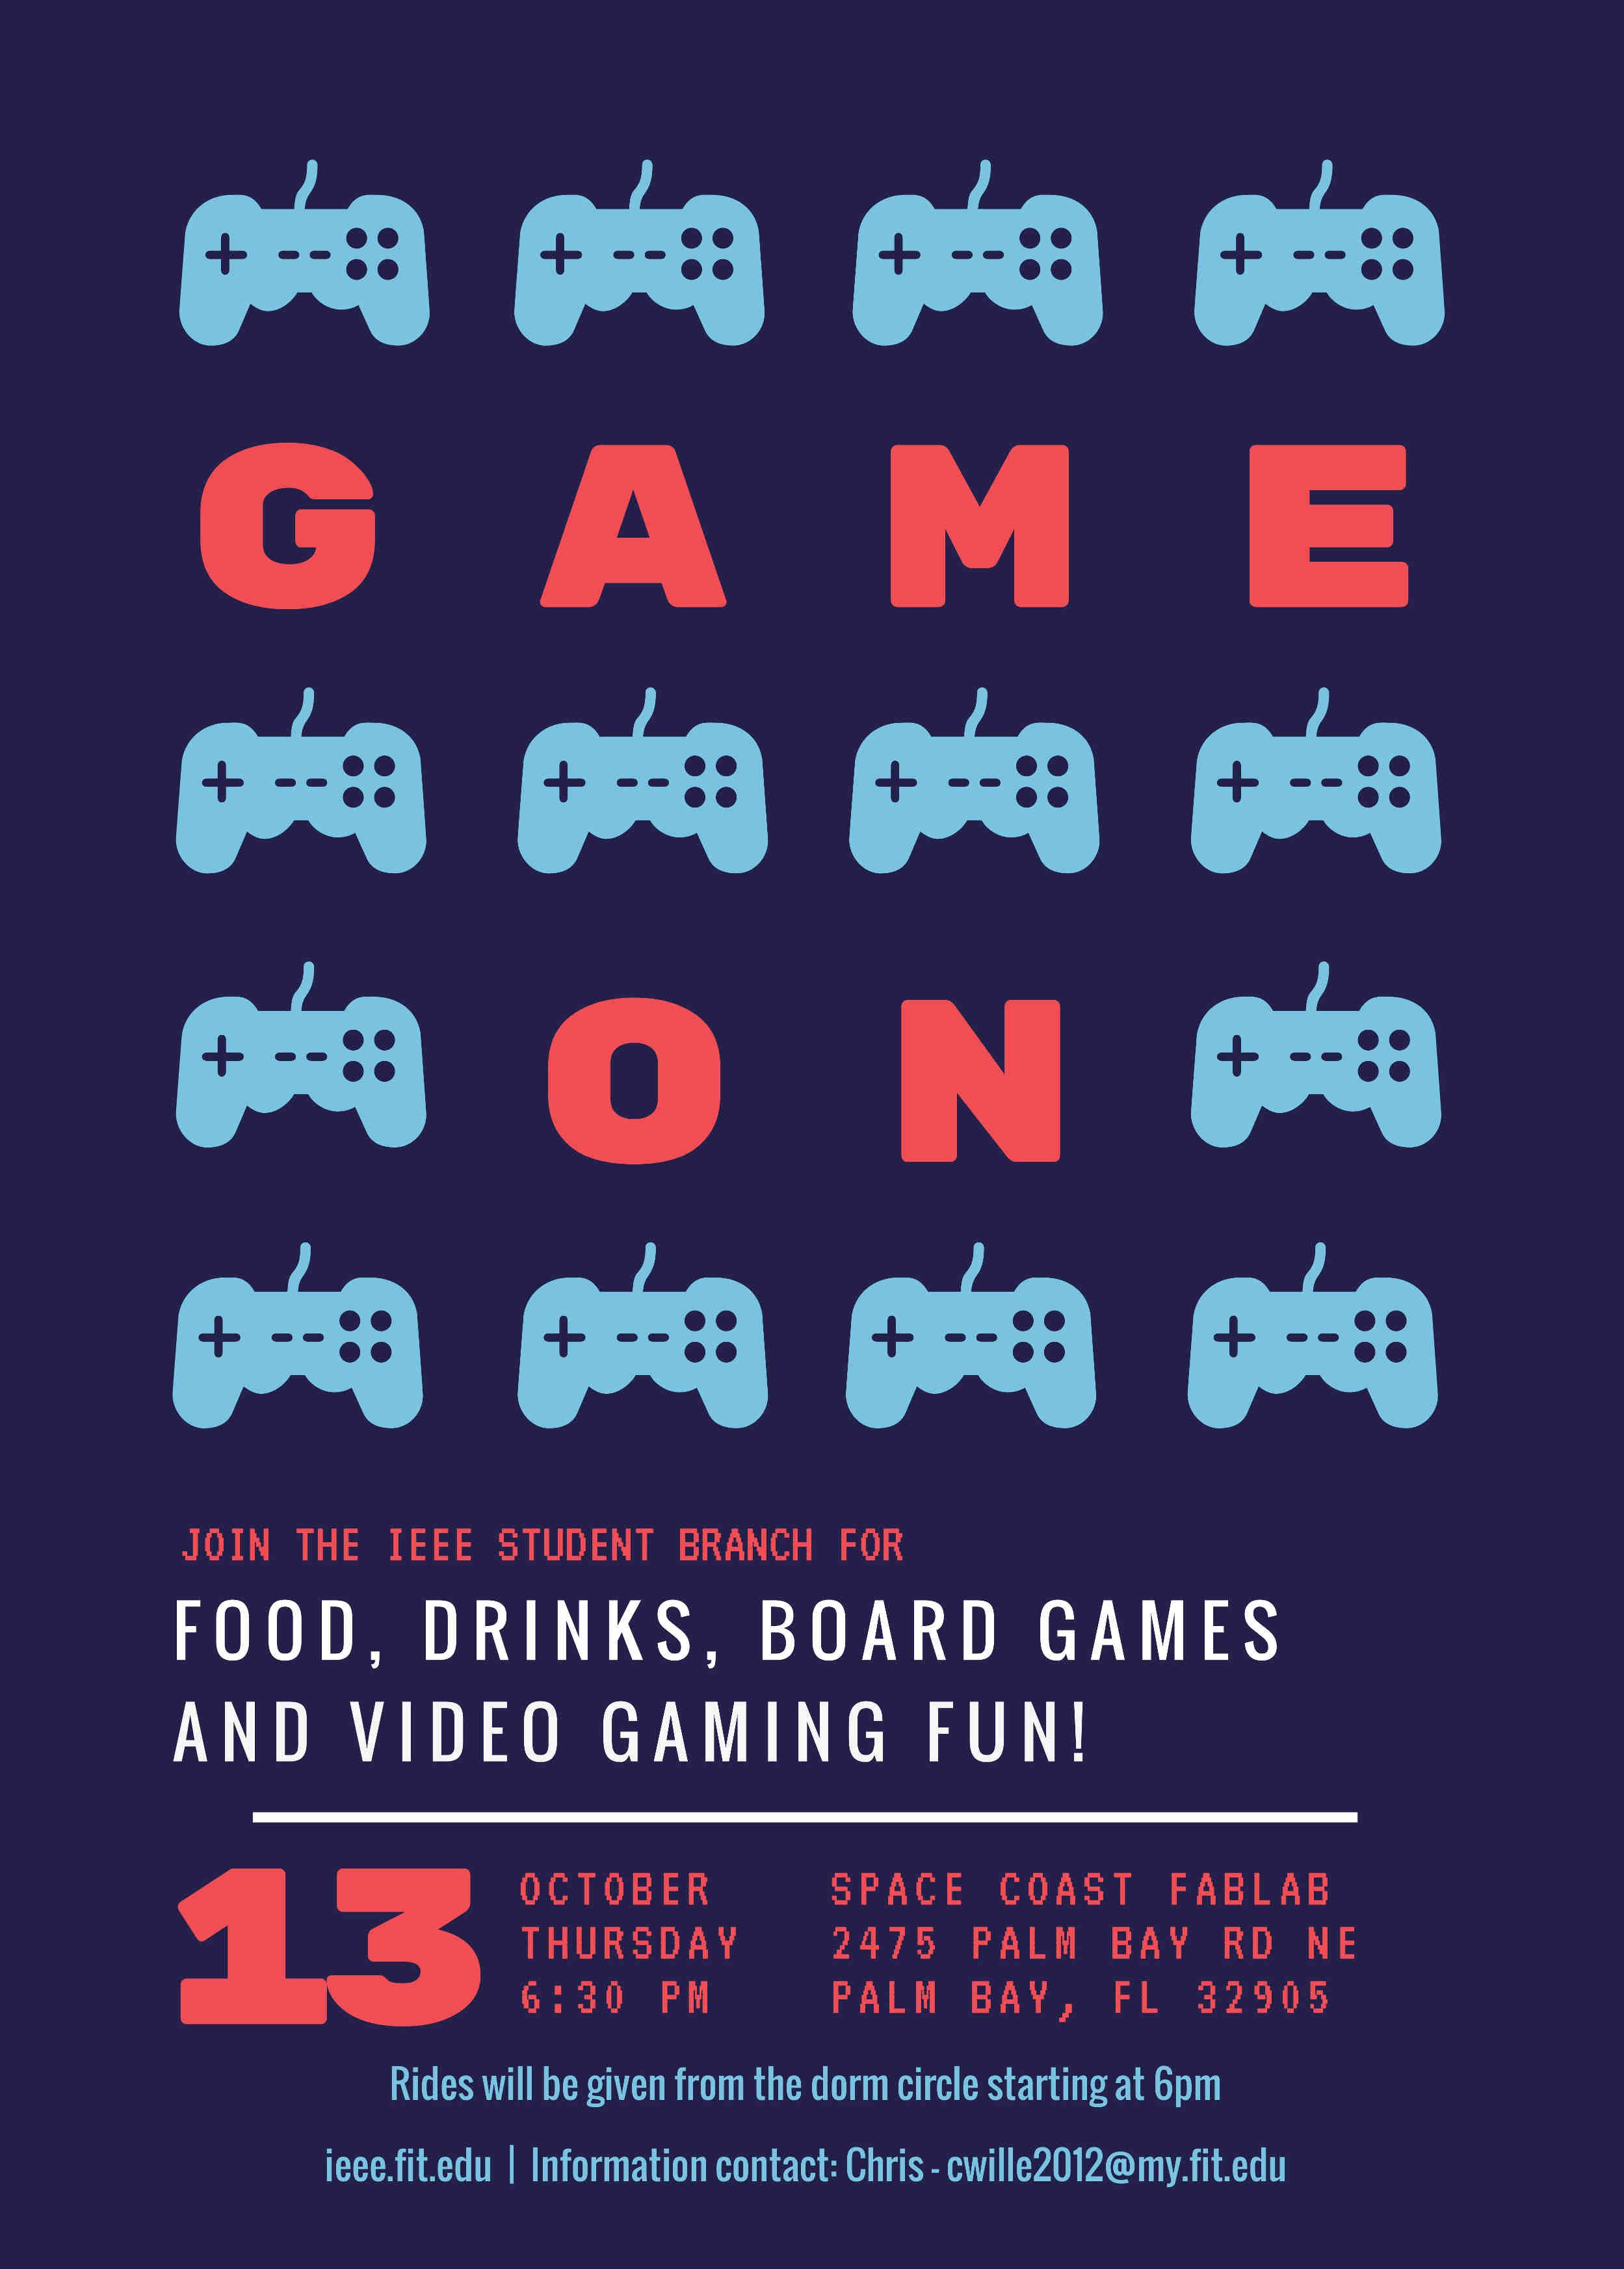 GAME
ON
JOIN THE IEEE STUDENT BRANCH FOR
FOOD, DRINKS, BOARD GAMES
AND VIDEO GAMING FUN!
13
OCTOBER
THURSDAY
6:30 PM
SPACE COAST FABLAB
2475 PALM BAY RD NE
PALM BAY, FL 32905
Rides will be given from the dorm circle starting at 6pm
ieee.fit.edu | Information contact: Chris - cwille2012@my.fit.edu